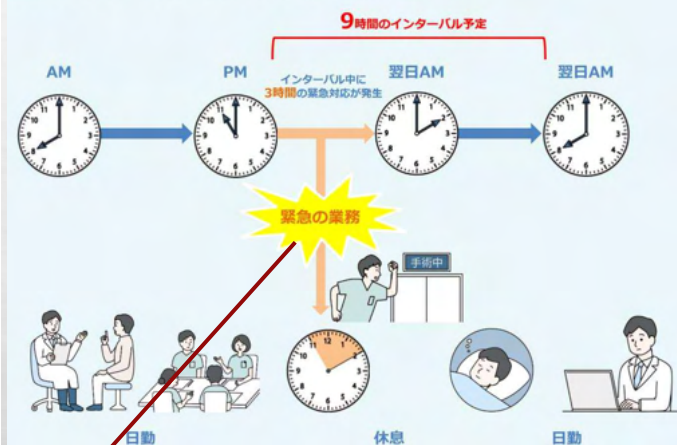 9時間のインターバル予定
AM
PM
インターバル中に
3時間の緊急対応が発生
翌日AM
翌日AM
緊急の業務
手術中
日勤
休息
日勤